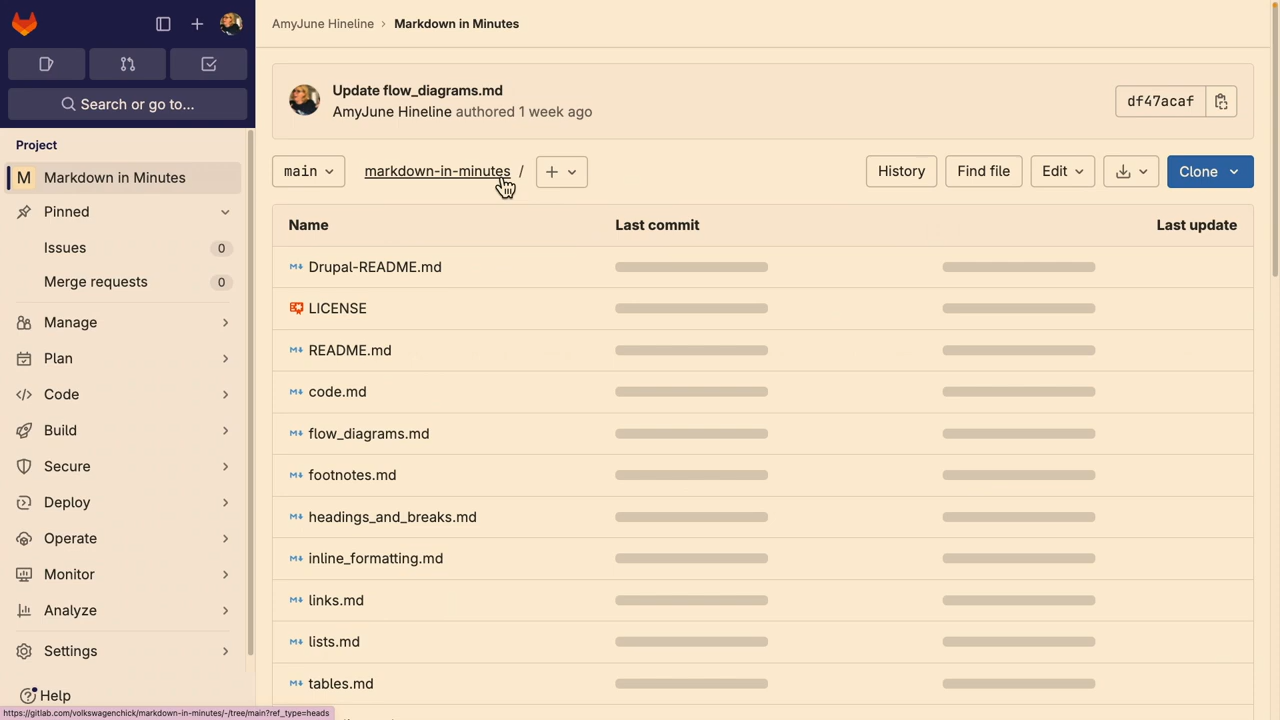 AmyJune Hineline › Markdown in Minutes
Search or go to...
Project
M Markdown in Minutes
Pinned
Issues 0
Merge requests 0
Manage
Plan
Code
Build
Secure
Deploy
Operate
Monitor
Analyze
Settings
Help
Update flow_diagrams.md
AmyJune Hineline authored 1 week ago
df47acaf
main
markdown-in-minutes /
History
Find file
Edit
Clone
Name Last commit Last update
Drupal-README.md
LICENSE
README.md
code.md
flow_diagrams.md
footnotes.md
headings_and_breaks.md
inline_formatting.md
links.md
lists.md
tables.md
https://gitlab.com/volkswagenchick/markdown-in-minutes/-/tree/main?ref_type=heads